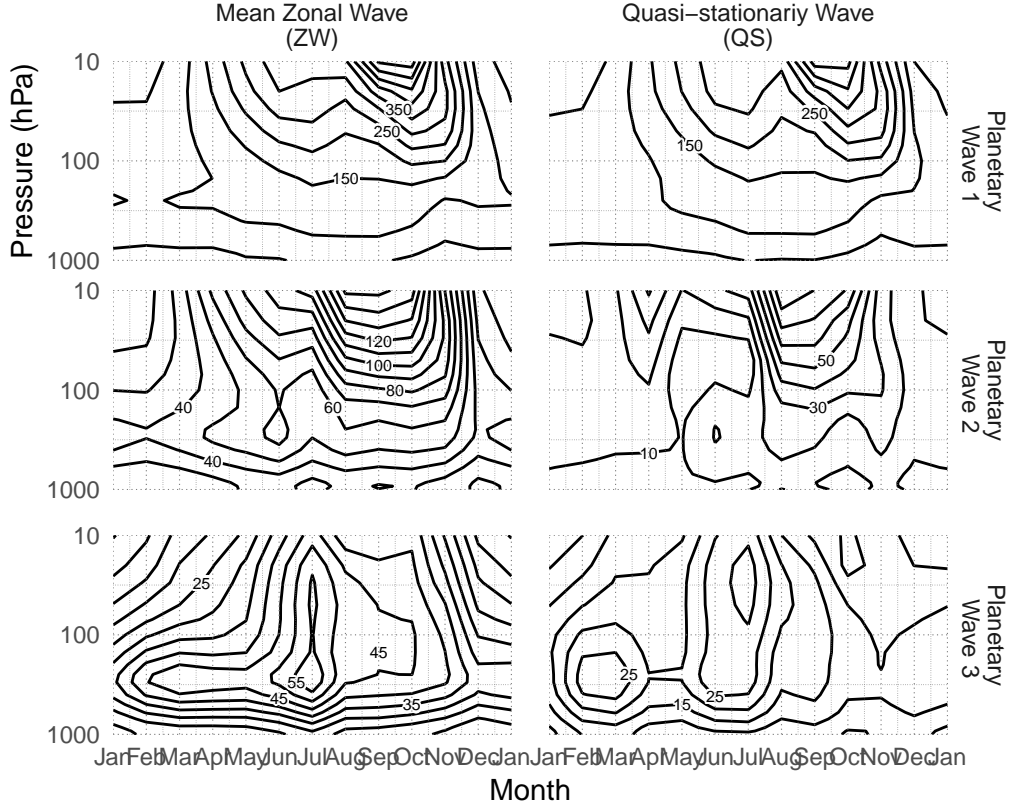 Mean Zonal Wave
(ZW)
Quasi−stationariy Wave
(QS)
Pressure (hPa)
10
100
1000
350
250
150
250
150
Planetary
Wave 1
10
100
1000
120
100
80
60
40
40
50
30
10
Planetary
Wave 2
10
100
1000
25
45
55
45
35
25
25
15
Planetary
Wave 3
Jan Feb Mar Apr May Jun Jul Aug Sep Oct Nov Dec Jan
Jan Feb Mar Apr May Jun Jul Aug Sep Oct Nov Dec Jan
Month